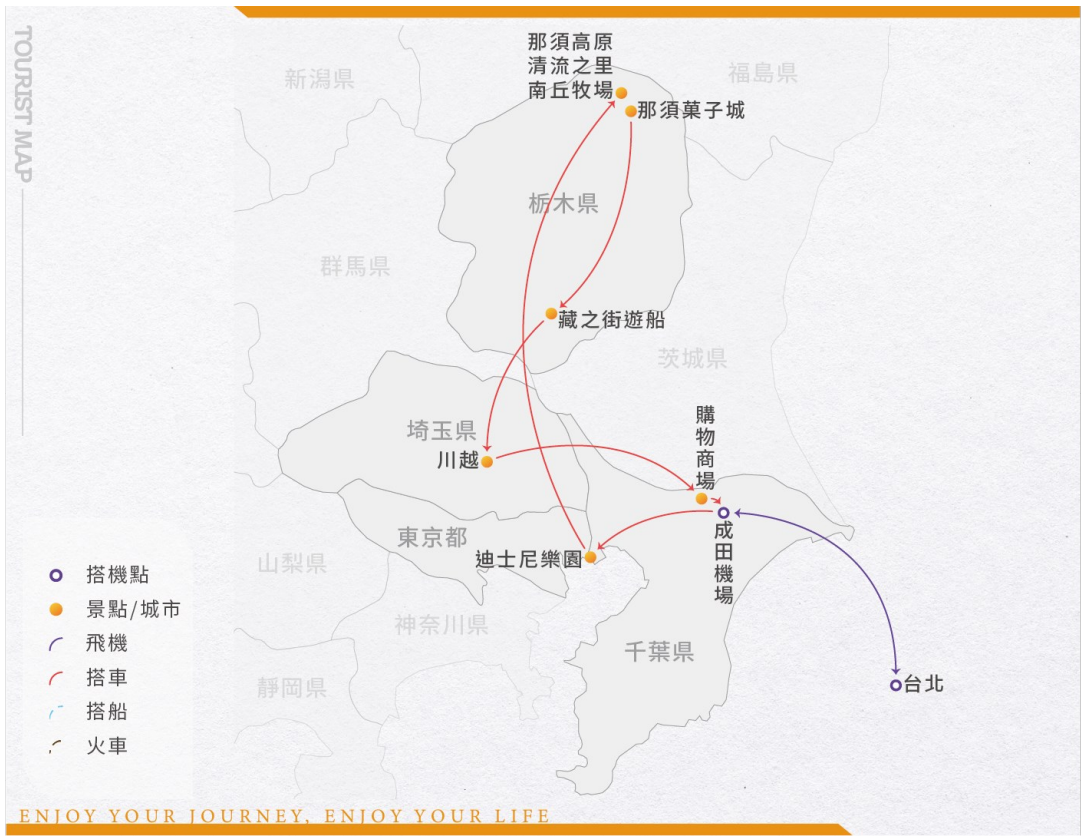 TOURIST MAP
那須高原
清流之里
南丘牧場
那須菓子城
新潟県
福島県
栃木県
群馬県
藏之街遊船
茨城県
埼玉県
川越
購物商場
成田機場
東京都
迪士尼樂園
山梨県
神奈川県
千葉県
靜岡県
台北
搭機點
景點/城市
飛機
搭車
搭船
火車
ENJOY YOUR JOURNEY, ENJOY YOUR LIFE